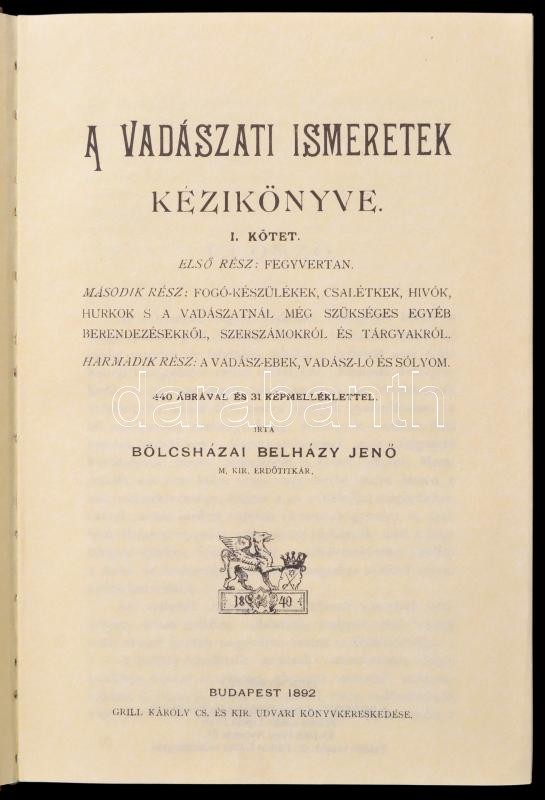 A VADÁSZATI ISMERETEK
KÉZIKÖNYVE.
I. KÖTET.
ELSŐ RÉSZ: FEGYVERTAN.
MÁSODIK RÉSZ: FOGÓ-KÉSZÜLÉKEK, CSALÉTKEK, HIVÓK,
HURKOK S A VADÁSZATNÁL MÉG SZÜKSÉGES EGYÉB
BERENDEZÉSEKRŐL, SZERSZÁMOKRÓL ÉS TÁRGYAKRÓL.
HARMADIK RÉSZ: A VADÁSZ-EBEK, VADÁSZ-LÓ ÉS SÓLYOM.
darabanth
440 ÁBRÁVAL ÉS 31 KÉPMELLÉKLETTEL.
IRTA
BÖLCSHÁZAI BELHÁZY JENŐ
M. KIR. ERDŐTITKÁR.
18 40
BUDAPEST 1892
GRILL KÁROLY CS. ÉS KIR. UDVARI KÖNYVKERESKEDÉSE.